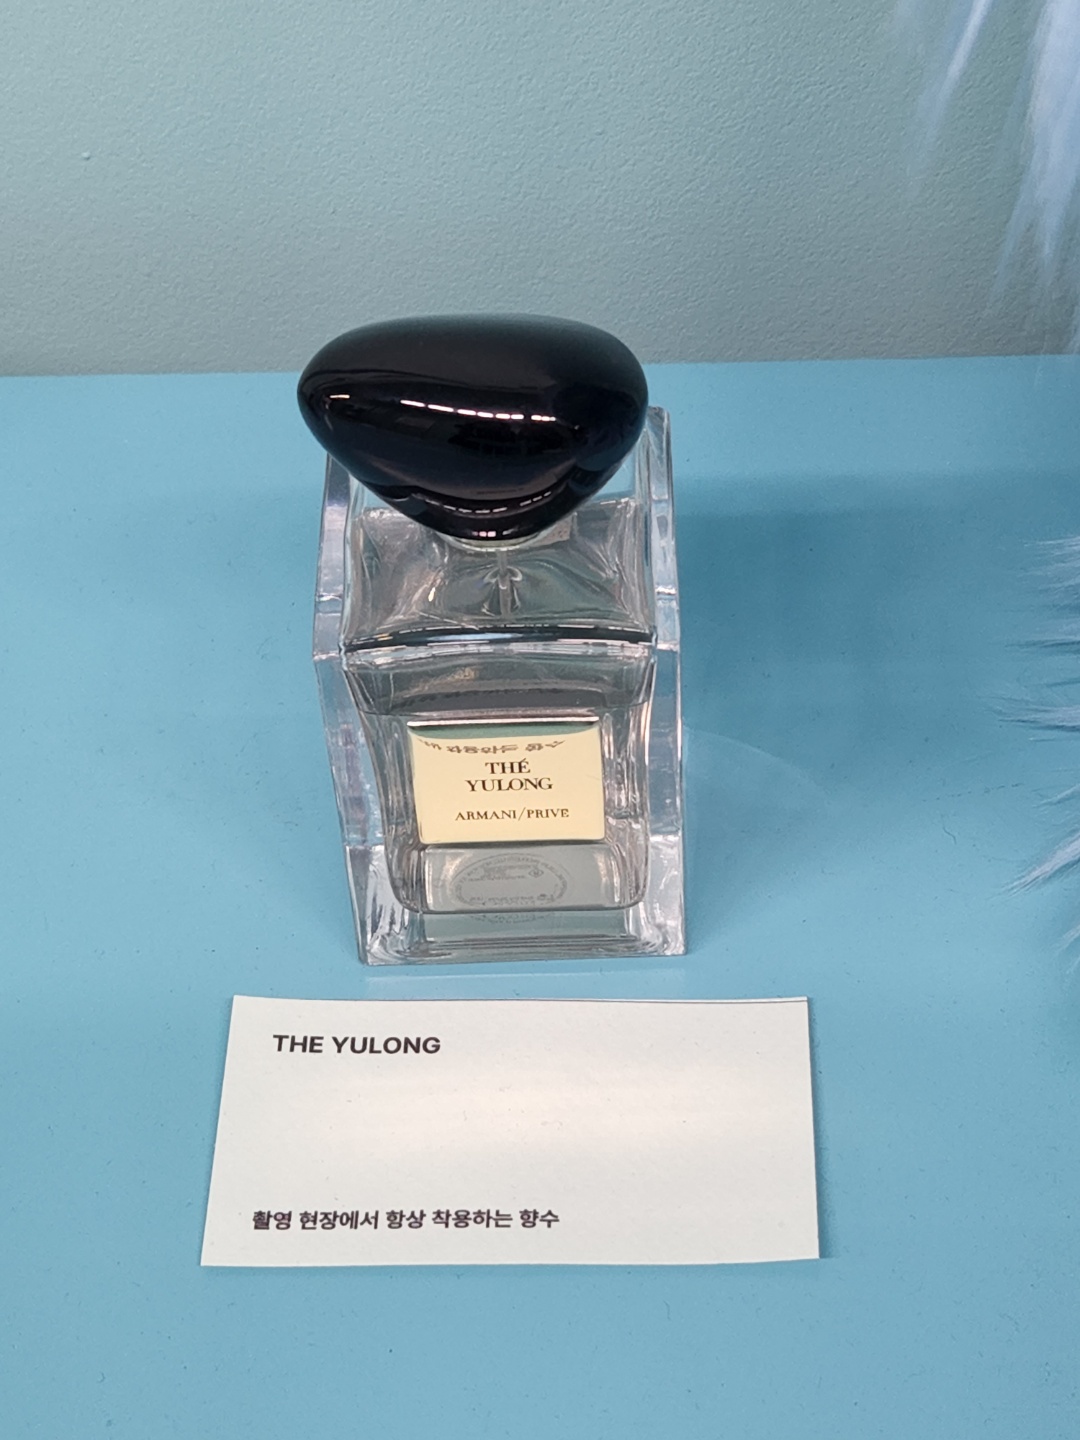 THÉ
YULONG
ARMANI/PRIVÉ
THE YULONG
촬영 현장에서 항상 착용하는 향수